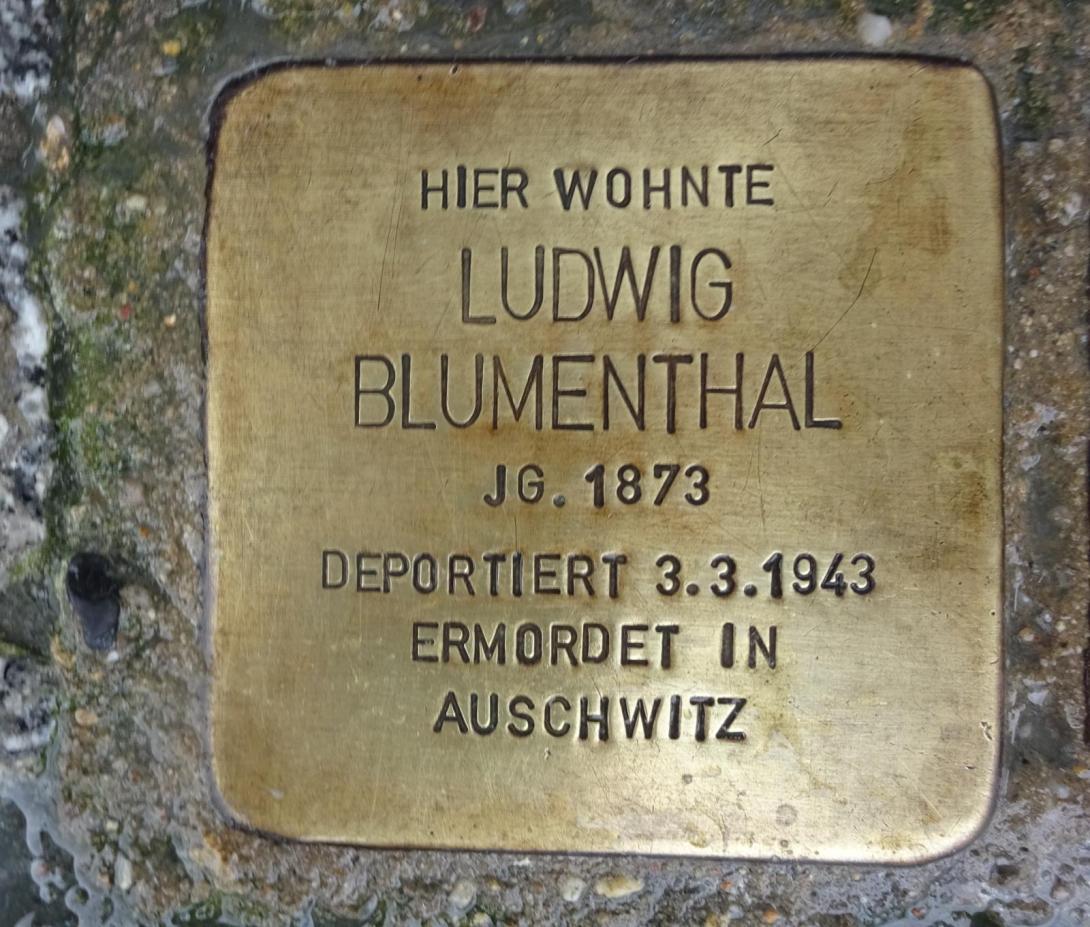 HIER WOHNTE
LUDWIG
BLUMENTHAL
JG. 1873
DEPORTIERT 3.3.1943
ERMORDET IN
AUSCHWITZ